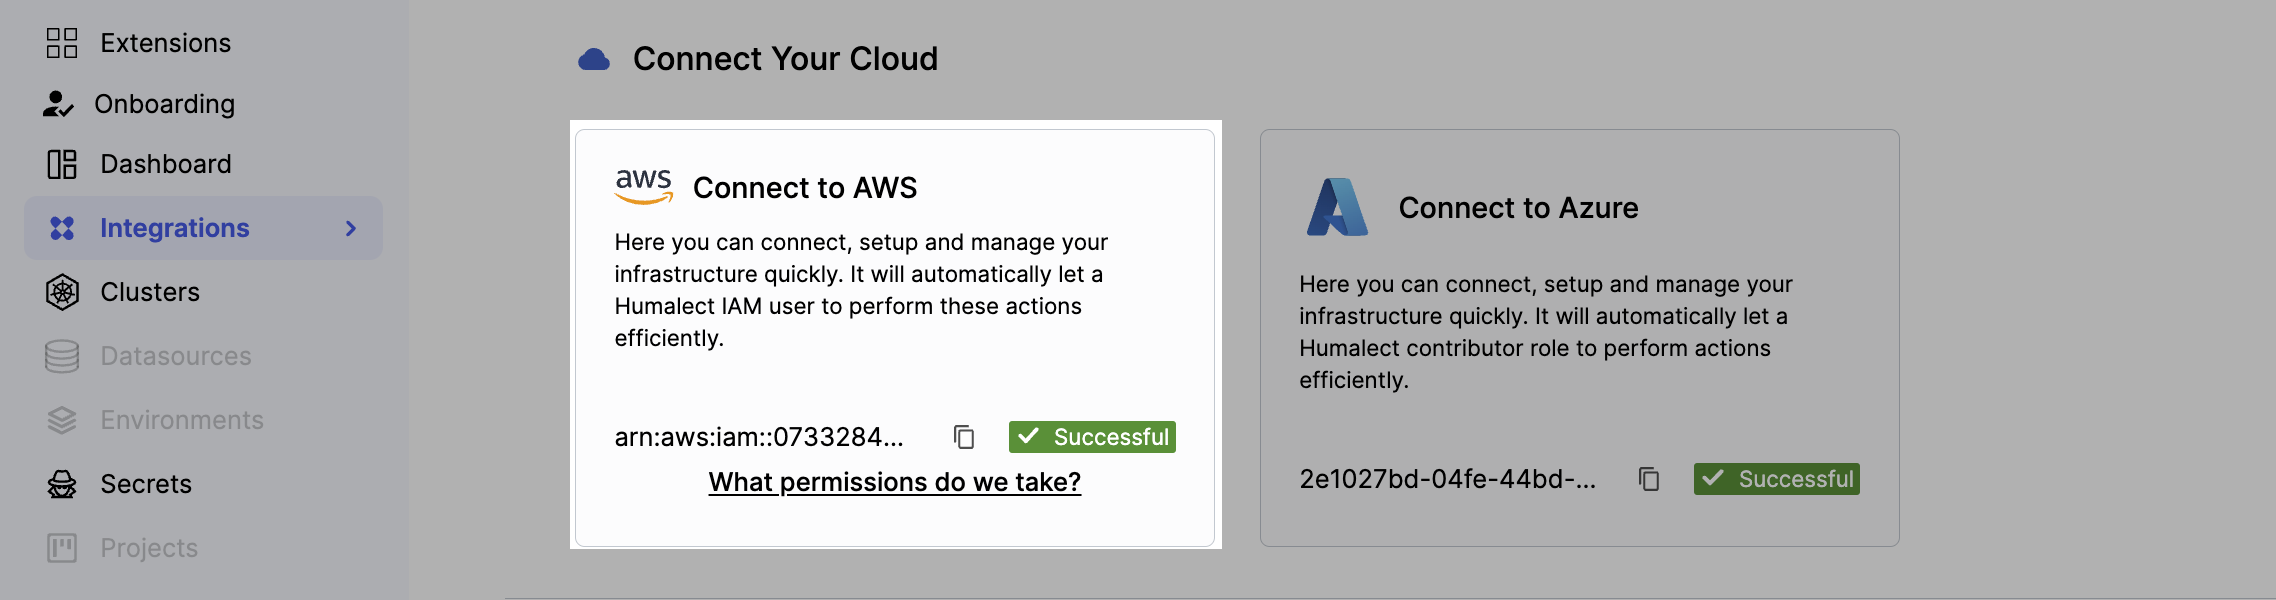 Extensions
Onboarding
Dashboard
Integrations
Clusters
Datasources
Environments
Secrets
Projects
Connect Your Cloud
aws
Connect to AWS
Here you can connect, setup and manage your
infrastructure quickly. It will automatically let a
Humalect IAM user to perform these actions
efficiently.
arn:aws:iam::0733284...
Successful
What permissions do we take?
Connect to Azure
Here you can connect, setup and manage your
infrastructure quickly. It will automatically let a
Humalect contributor role to perform actions
efficiently.
2e1027bd-04fe-44bd-...
Successful